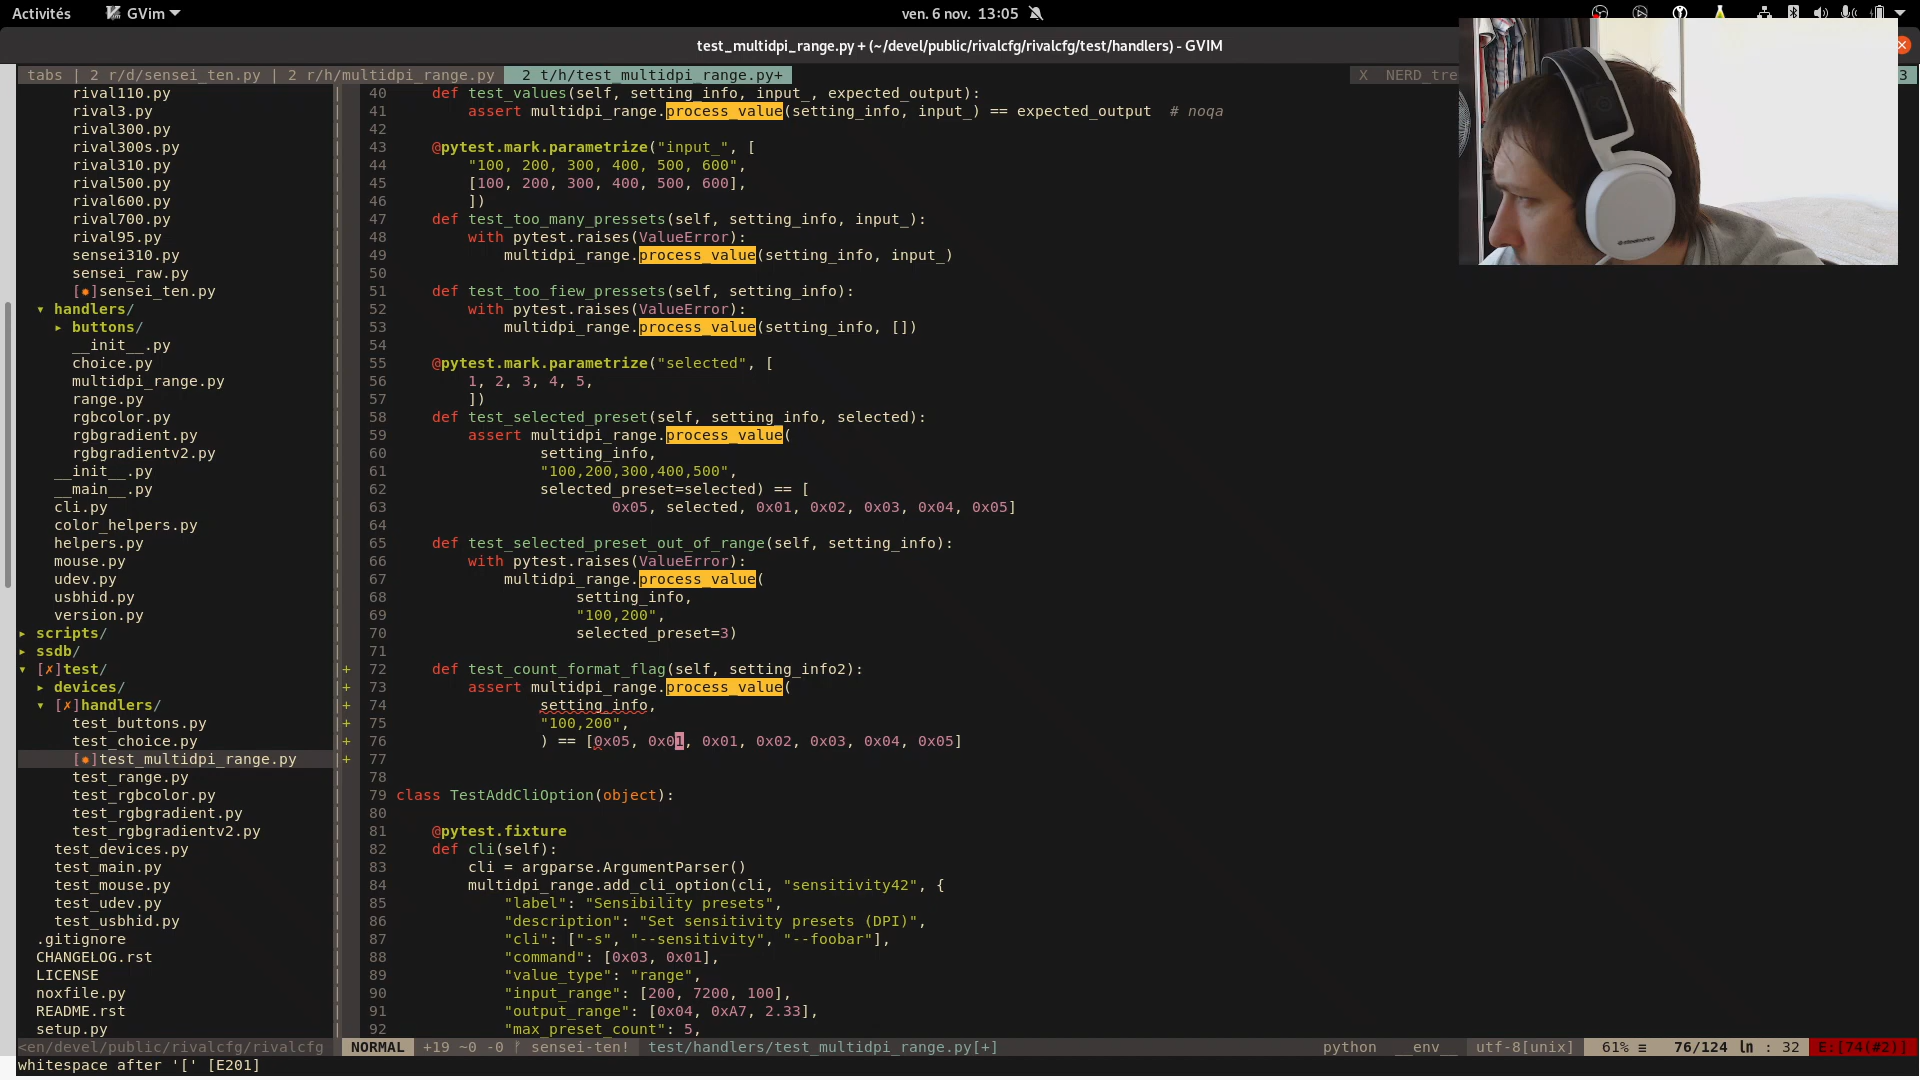 Activités GVim ven. 6 nov. 13:05
test_multidpi_range.py + (~/devel/public/rivalcfg/rivalcfg/test/handlers) - GVIM
tabs | 2 r/d/sensei_ten.py | 2 r/h/multidpi_range.py 2 t/h/test_multidpi_range.py+ X NERD_tre 3
rival110.py
rival3.py
rival300.py
rival300s.py
rival310.py
rival500.py
rival600.py
rival700.py
rival95.py
sensei310.py
sensei_raw.py
[✹]sensei_ten.py
▾ handlers/
▸ buttons/
__init__.py
choice.py
multidpi_range.py
range.py
rgbcolor.py
rgbgradient.py
rgbgradientv2.py
__init__.py
__main__.py
cli.py
color_helpers.py
helpers.py
mouse.py
udev.py
usbhid.py
version.py
▸ scripts/
▸ ssdb/
▾ [✗]test/
▸ devices/
▾ [✗]handlers/
test_buttons.py
test_choice.py
[✹]test_multidpi_range.py
test_range.py
test_rgbcolor.py
test_rgbgradient.py
test_rgbgradientv2.py
test_devices.py
test_main.py
test_mouse.py
test_udev.py
test_usbhid.py
.gitignore
CHANGELOG.rst
LICENSE
noxfile.py
README.rst
setup.py
40 def test_values(self, setting_info, input_, expected_output):
41 assert multidpi_range.process_value(setting_info, input_) == expected_output # noqa
42
43 @pytest.mark.parametrize("input_", [
44 "100, 200, 300, 400, 500, 600",
45 [100, 200, 300, 400, 500, 600],
46 ])
47 def test_too_many_pressets(self, setting_info, input_):
48 with pytest.raises(ValueError):
49 multidpi_range.process_value(setting_info, input_)
50
51 def test_too_fiew_pressets(self, setting_info):
52 with pytest.raises(ValueError):
53 multidpi_range.process_value(setting_info, [])
54
55 @pytest.mark.parametrize("selected", [
56 1, 2, 3, 4, 5,
57 ])
58 def test_selected_preset(self, setting_info, selected):
59 assert multidpi_range.process_value(
60 setting_info,
61 "100,200,300,400,500",
62 selected_preset=selected) == [
63 0x05, selected, 0x01, 0x02, 0x03, 0x04, 0x05]
64
65 def test_selected_preset_out_of_range(self, setting_info):
66 with pytest.raises(ValueError):
67 multidpi_range.process_value(
68 setting_info,
69 "100,200",
70 selected_preset=3)
71
+ 72 def test_count_format_flag(self, setting_info2):
+ 73 assert multidpi_range.process_value(
+ 74 setting_info,
+ 75 "100,200",
+ 76 ) == [0x05, 0x01, 0x01, 0x02, 0x03, 0x04, 0x05]
+ 77
78
79 class TestAddCliOption(object):
80
81 @pytest.fixture
82 def cli(self):
83 cli = argparse.ArgumentParser()
84 multidpi_range.add_cli_option(cli, "sensitivity42", {
85 "label": "Sensibility presets",
86 "description": "Set sensitivity presets (DPI)",
87 "cli": ["-s", "--sensitivity", "--foobar"],
88 "command": [0x03, 0x01],
89 "value_type": "range",
90 "input_range": [200, 7200, 100],
91 "output_range": [0x04, 0xA7, 2.33],
92 "max_preset_count": 5,
<en/devel/public/rivalcfg/rivalcfg NORMAL +19 ~0 -0 ᚠ sensei-ten! test/handlers/test_multidpi_range.py[+] python __env__ utf-8[unix] 61% ≡ 76/124 ln : 32 E:[74(#2)]
whitespace after '[' [E201]